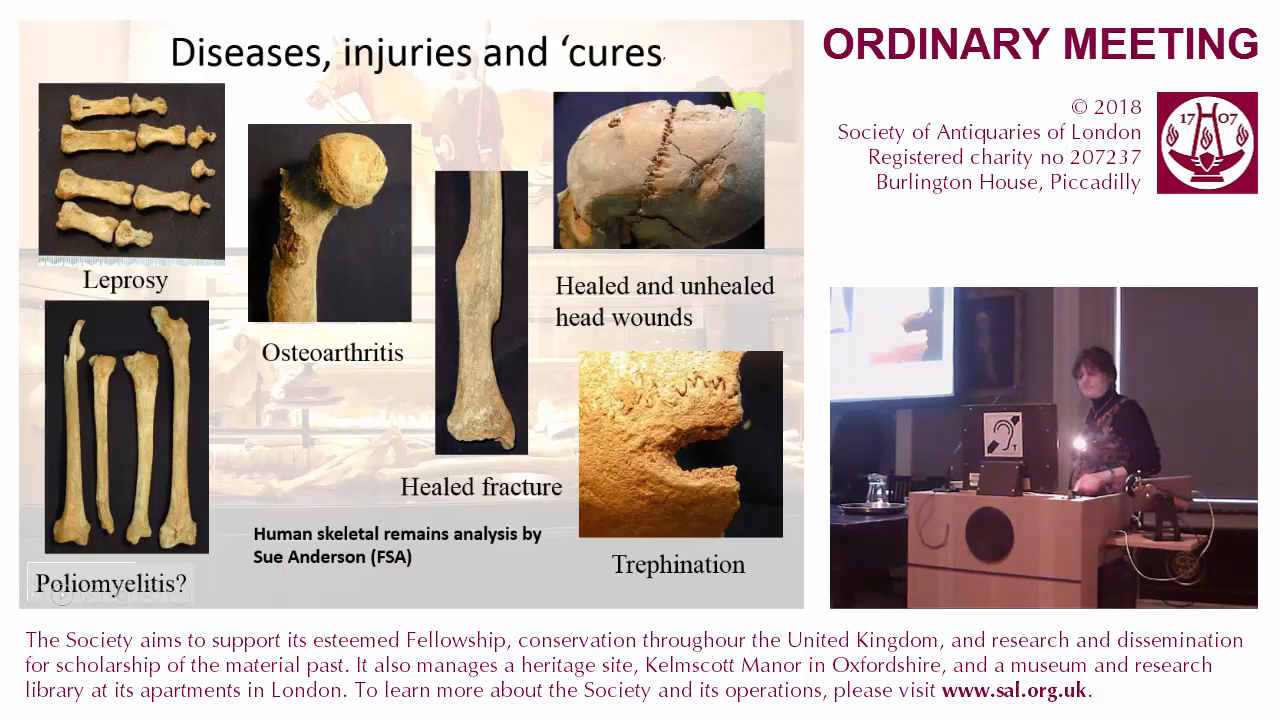 Diseases, injuries and ‘cures’
Leprosy
Osteoarthritis
Healed and unhealed
head wounds
Healed fracture
Human skeletal remains analysis by
Sue Anderson (FSA)
Trephination
Poliomyelitis?
ORDINARY MEETING
© 2018
Society of Antiquaries of London
Registered charity no 207237
Burlington House, Piccadilly
17 07
T
The Society aims to support its esteemed Fellowship, conservation throughour the United Kingdom, and research and dissemination
for scholarship of the material past. It also manages a heritage site, Kelmscott Manor in Oxfordshire, and a museum and research
library at its apartments in London. To learn more about the Society and its operations, please visit www.sal.org.uk.